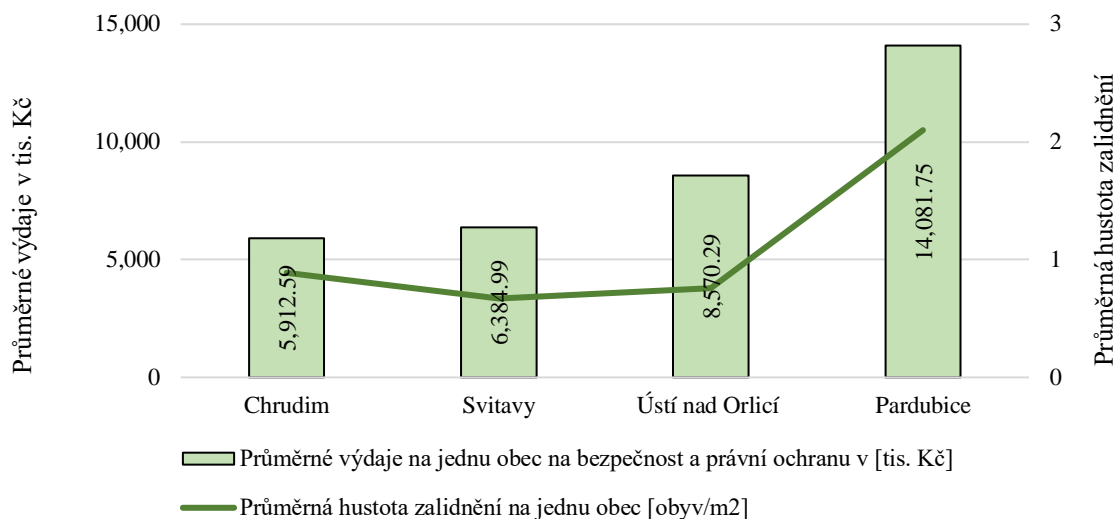 15,000
10,000
5,000
0
Průměrné výdaje v tis. Kč
5,912.59
6,384.99
8,570.29
14,081.75
3
2
1
0
Průměrná hustota zalidnění
Chrudim Svitavy Ústí nad Orlicí Pardubice
Průměrné výdaje na jednu obec na bezpečnost a právní ochranu v [tis. Kč]
Průměrná hustota zalidnění na jednu obec [obyv/m2]